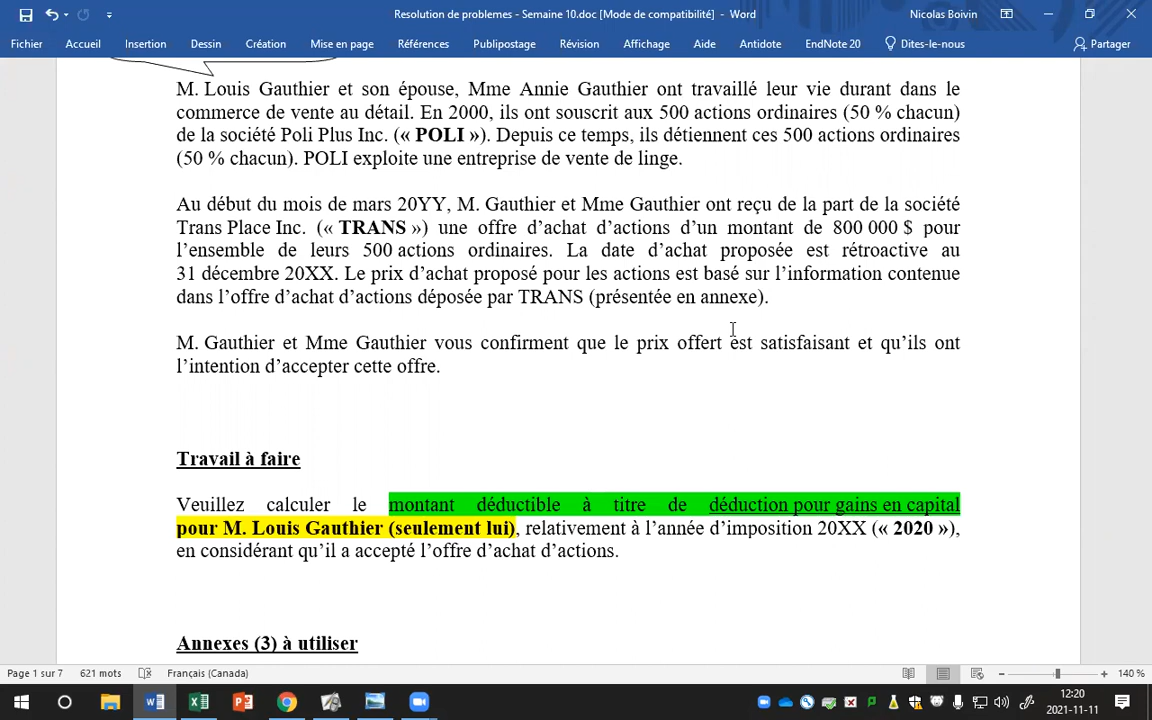 Resolution de problemes - Semaine 10.doc [Mode de compatibilité] - Word
Nicolas Boivin
Fichier Accueil Insertion Dessin Création Mise en page Références Publipostage Révision Affichage Aide Antidote EndNote 20 Dites-le-nous Partager
M. Louis Gauthier et son épouse, Mme Annie Gauthier ont travaillé leur vie durant dans le
commerce de vente au détail. En 2000, ils ont souscrit aux 500 actions ordinaires (50 % chacun)
de la société Poli Plus Inc. (« POLI »). Depuis ce temps, ils détiennent ces 500 actions ordinaires
(50 % chacun). POLI exploite une entreprise de vente de linge.
Au début du mois de mars 20YY, M. Gauthier et Mme Gauthier ont reçu de la part de la société
Trans Place Inc. (« TRANS ») une offre d’achat d’actions d’un montant de 800 000 $ pour
l’ensemble de leurs 500 actions ordinaires. La date d’achat proposée est rétroactive au
31 décembre 20XX. Le prix d’achat proposé pour les actions est basé sur l’information contenue
dans l’offre d’achat d’actions déposée par TRANS (présentée en annexe).
M. Gauthier et Mme Gauthier vous confirment que le prix offert est satisfaisant et qu’ils ont
l’intention d’accepter cette offre.
Travail à faire
Veuillez calculer le montant déductible à titre de déduction pour gains en capital
pour M. Louis Gauthier (seulement lui), relativement à l’année d’imposition 20XX (« 2020 »),
en considérant qu’il a accepté l’offre d’achat d’actions.
Annexes (3) à utiliser
Page 1 sur 7 621 mots Français (Canada) 140 %
12:20
2021-11-11